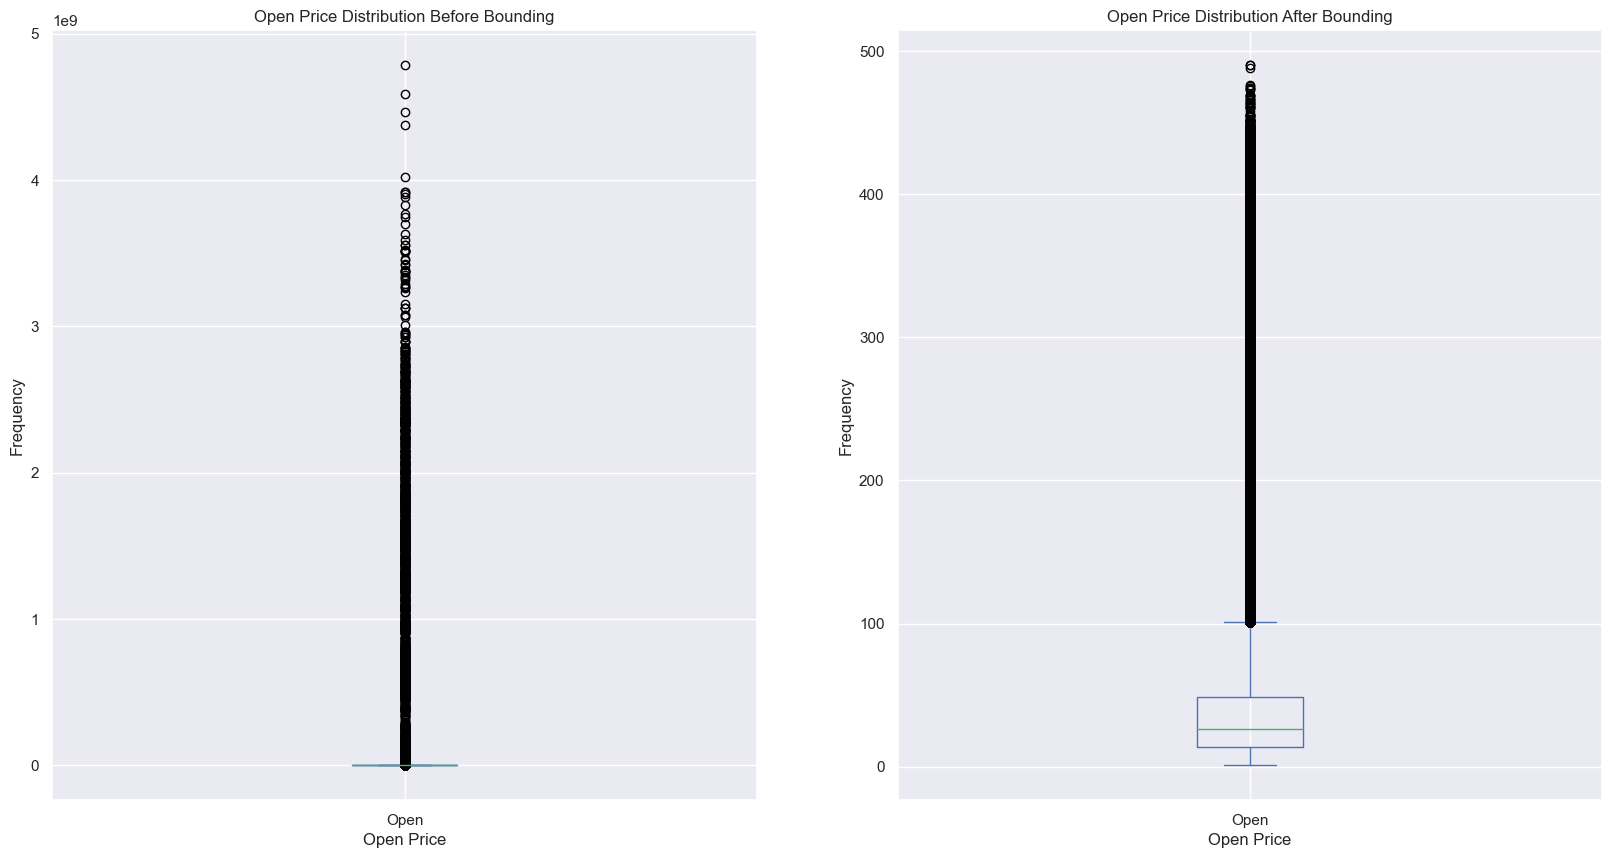 Open Price Distribution Before Bounding
1e9
5
4
3
2
1
0
Frequency
Open
Open Price
Open Price Distribution After Bounding
500
400
300
200
100
0
Frequency
Open
Open Price